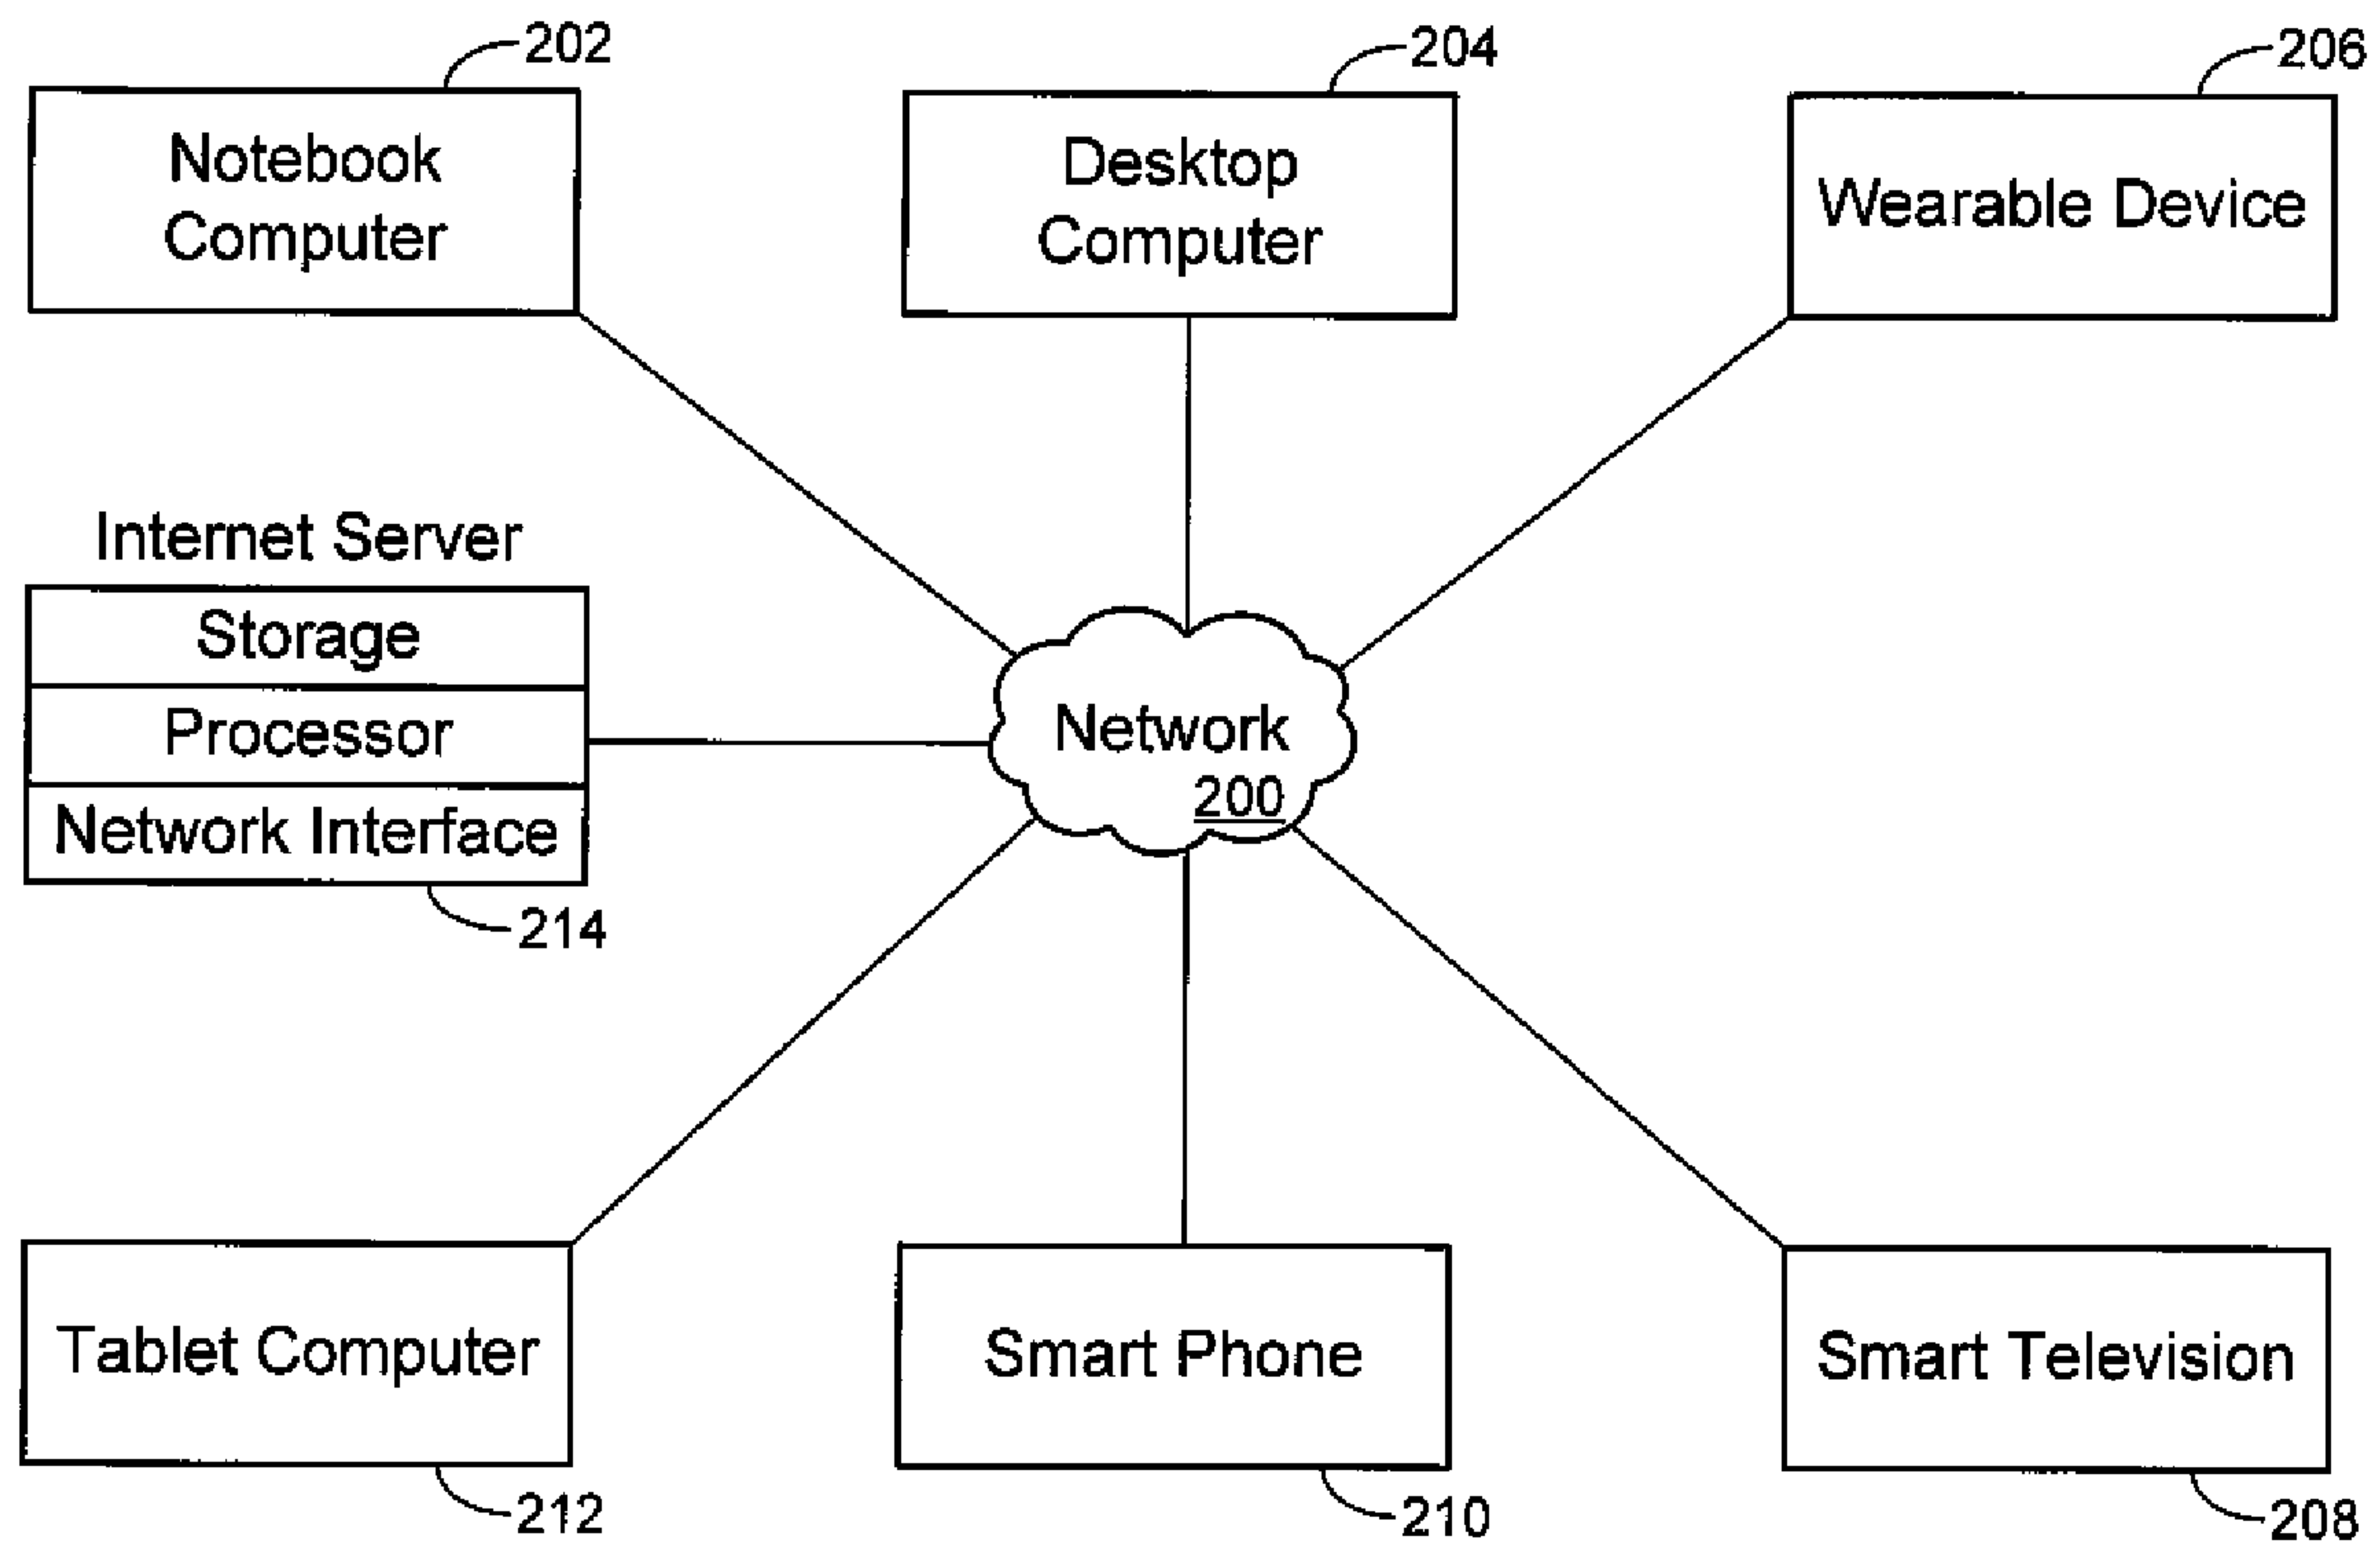 202
Notebook
Computer
204
Desktop
Computer
206
Wearable Device
Internet Server
Storage
Processor
Network Interface
214
Network
200
Tablet Computer
212
Smart Phone
210
Smart Television
208